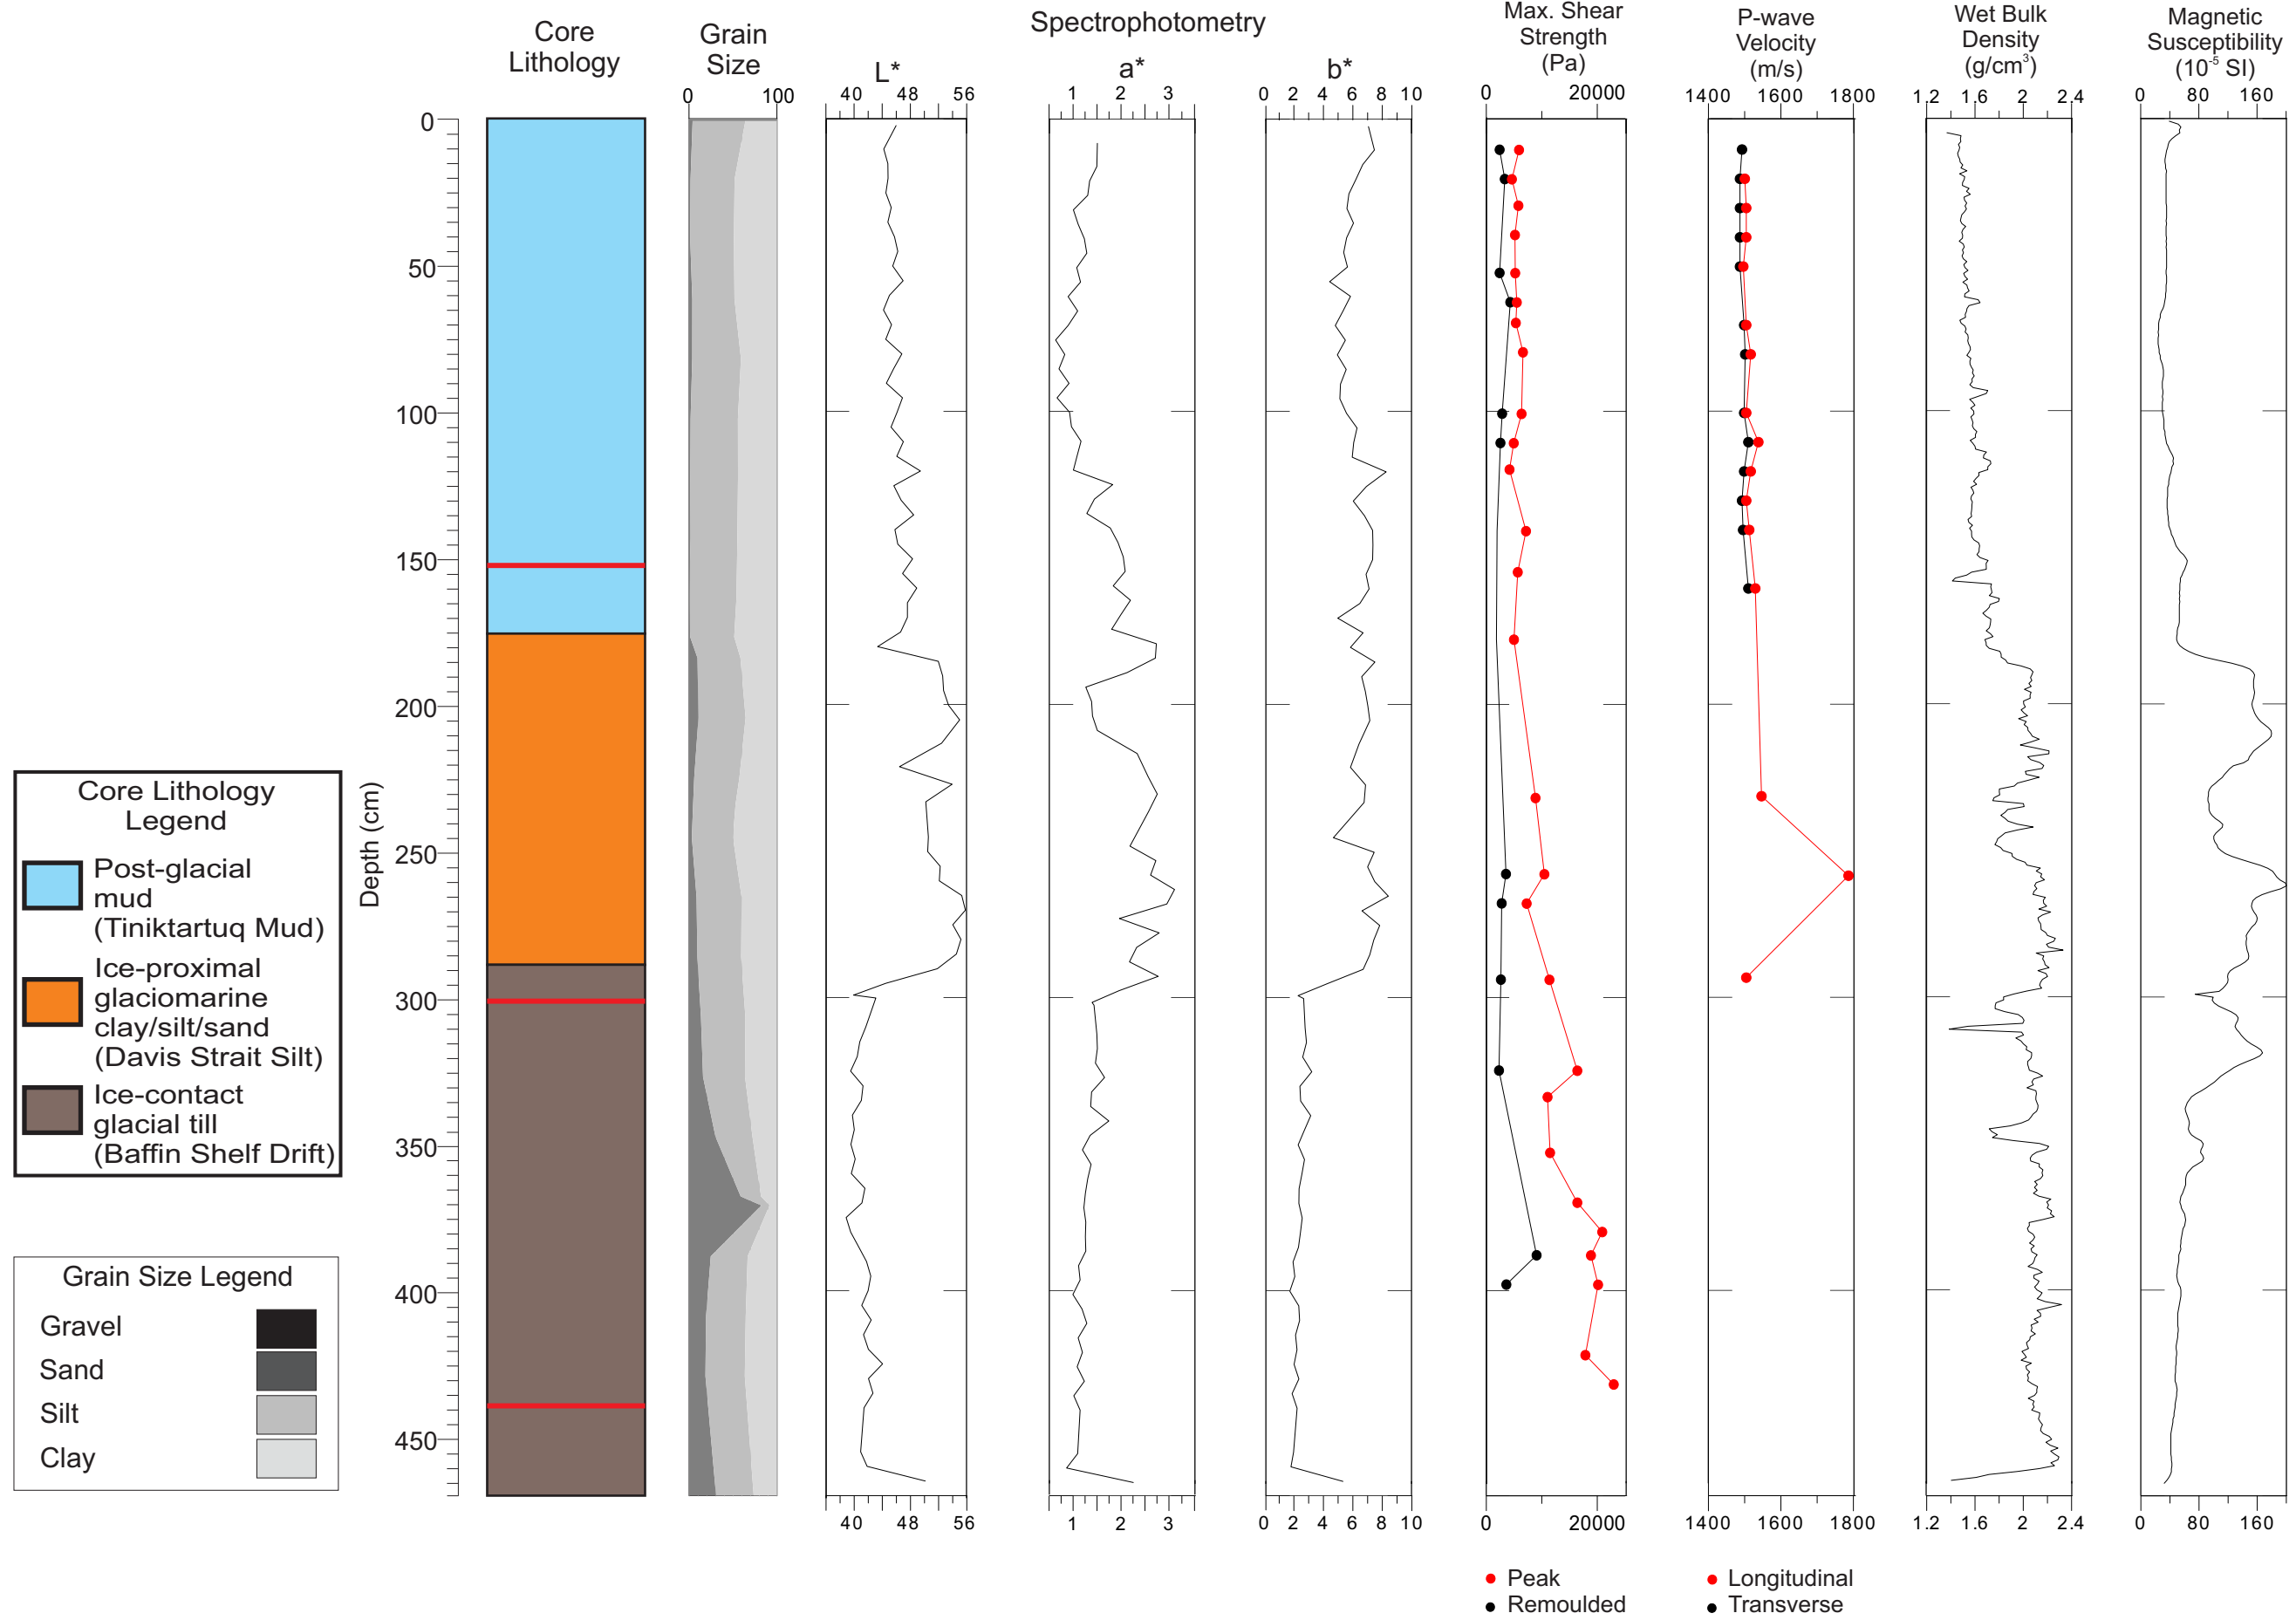 Core
Lithology
Grain
Size
0 100
Spectrophotometry
L*
40 48 56
a*
1 2 3
b*
0 2 4 6 8 10
Max. Shear
Strength
(Pa)
0 20000
P-wave
Velocity
(m/s)
1400 1600 1800
Wet Bulk
Density
(g/cm³)
1.2 1.6 2 2.4
Magnetic
Susceptibility
(10⁻⁵ SI)
0 80 160
Depth (cm)
0
50
100
150
200
250
300
350
400
450
Core Lithology
Legend
Post-glacial
mud
(Tiniktartuq Mud)
Ice-proximal
glaciomarine
clay/silt/sand
(Davis Strait Silt)
Ice-contact
glacial till
(Baffin Shelf Drift)
Grain Size Legend
Gravel
Sand
Silt
Clay
40 48 56
1 2 3
0 2 4 6 8 10
0 20000
1400 1600 1800
1.2 1.6 2 2.4
0 80 160
Peak
Remoulded
Longitudinal
Transverse